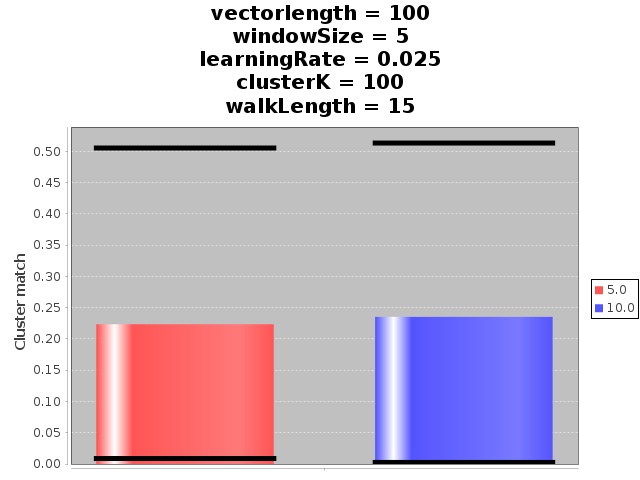 vectorlength = 100
windowSize = 5
learningRate = 0.025
clusterK = 100
walkLength = 15
0.50
0.45
0.40
0.35
0.30
0.25
0.20
0.15
0.10
0.05
0.00
Cluster match
5.0
10.0